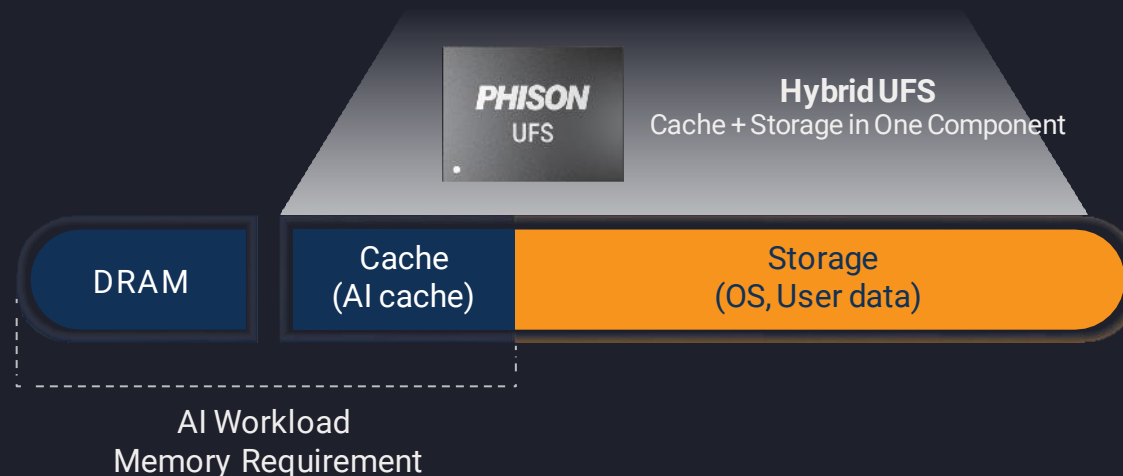 PHISON
UFS
Hybrid UFS
Cache + Storage in One Component
DRAM
Cache
(AI cache)
Storage
(OS, User data)
AI Workload
Memory Requirement